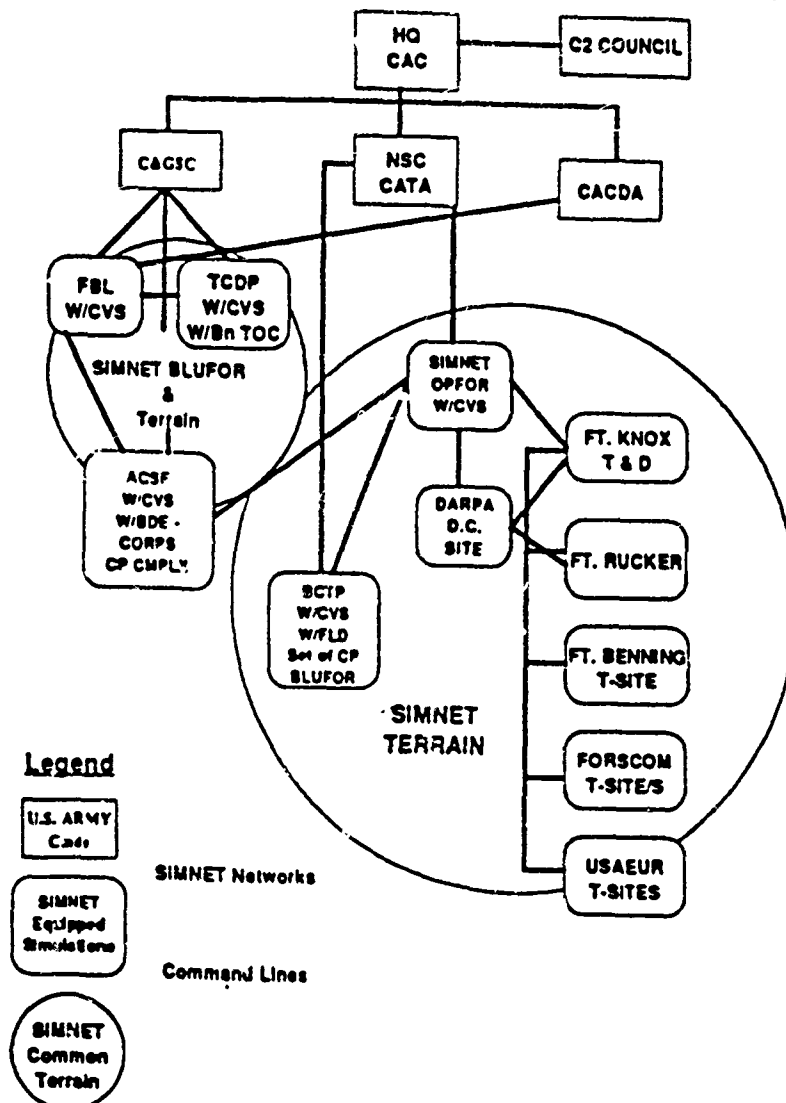 HQ
CAC
C2 COUNCIL
CAGSC
NSC
CATA
CACDA
FBL
W/CVS
TCDP
W/CVS
W/Bn TOC
SIMNET BLUFOR
&
Terrain
SIMNET
OPFOR
W/CVS
FT. KNOX
T & D
ACSF
W/CVS
W/BDE -
CORPS
CP CMPLX
DARPA
D.C.
SITE
FT. RUCKER
BCTP
W/CVS
W/FLD
Set of CP
BLUFOR
FT. BENNING
T-SITE
SIMNET
TERRAIN
FORSCOM
T-SITE/S
USAEUR
T-SITES
Legend
U.S. ARMY
SIMNET Networks
SIMNET
Equipped
Simulations
Command Lines
SIMNET
Common
Terrain